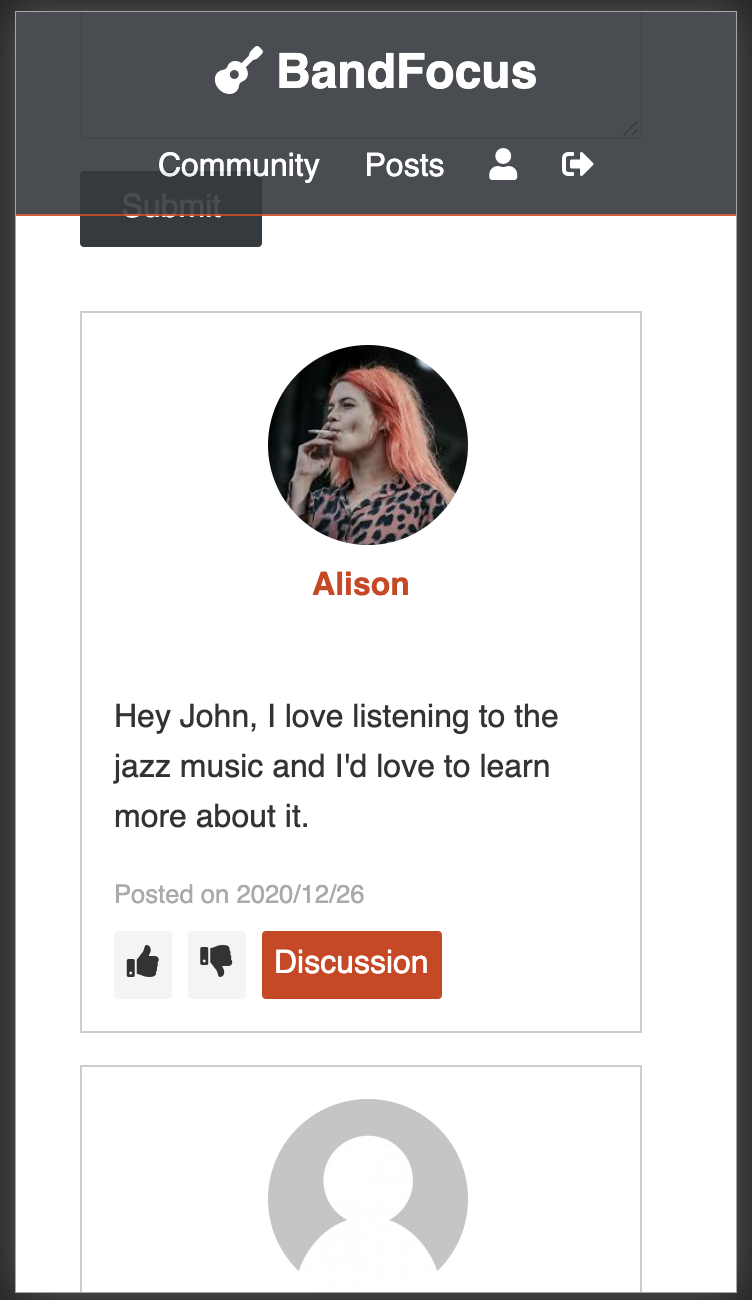 BandFocus
Community Posts
Submit
Alison
Hey John, I love listening to the
jazz music and I'd love to learn
more about it.
Posted on 2020/12/26
Discussion